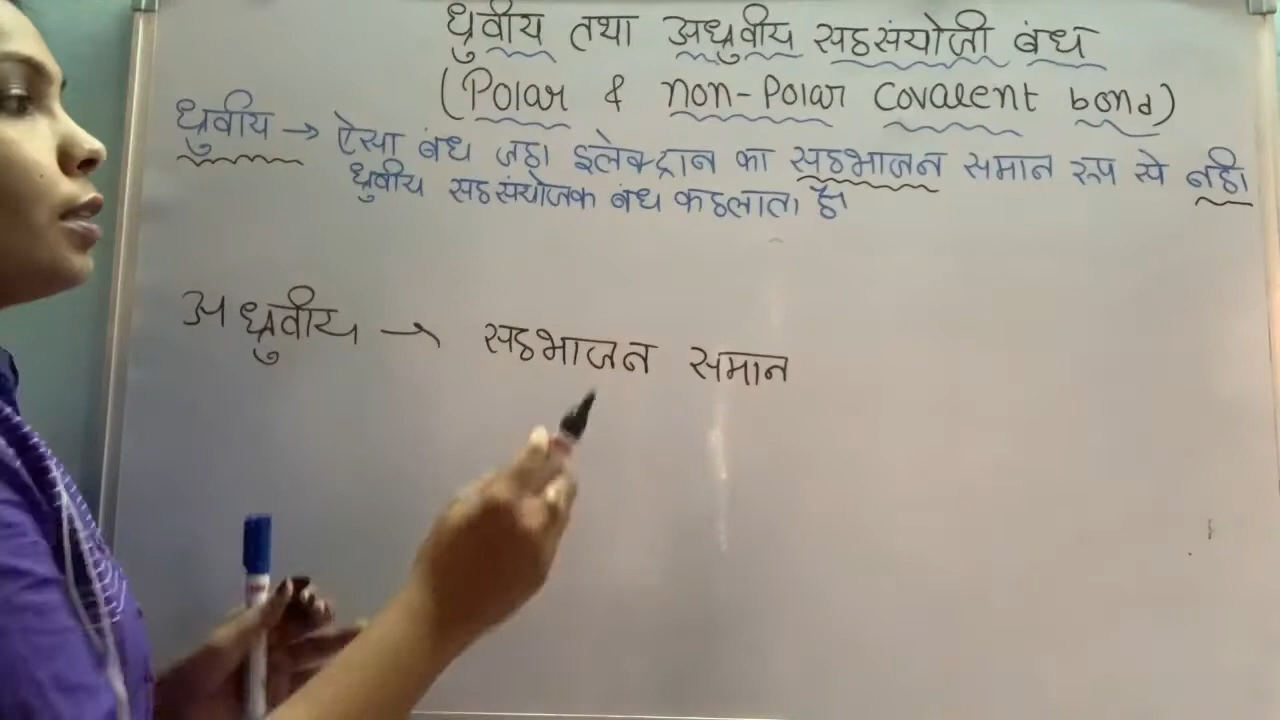 ध्रुवीय तथा अध्रुवीय सहसंयोजी बंध
(Polar & non-Polar covalent bond)
ध्रुवीय → ऐसा बंध जहा इलेक्ट्रान का सहभाजन समान रूप से नही
ध्रुवीय सहसंयोजक बंध कहलाता है।
अध्रुवीय → सहभाजन समान